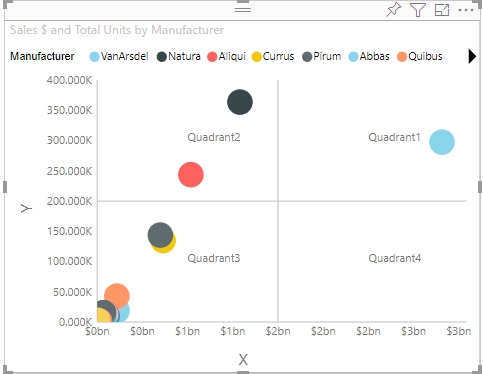 Sales $ and Total Units by Manufacturer
Manufacturer VanArsdel Natura Aliqui Currus Pirum Abbas Quibus
400.000K
350.000K
Quadrant2 Quadrant1
300.000K
250.000K
200.000K
Y
150.000K
Quadrant3 Quadrant4
100.000K
50.000K
0.000K
$0bn $0bn $1bn $1bn $2bn $2bn $2bn $3bn $3bn
X